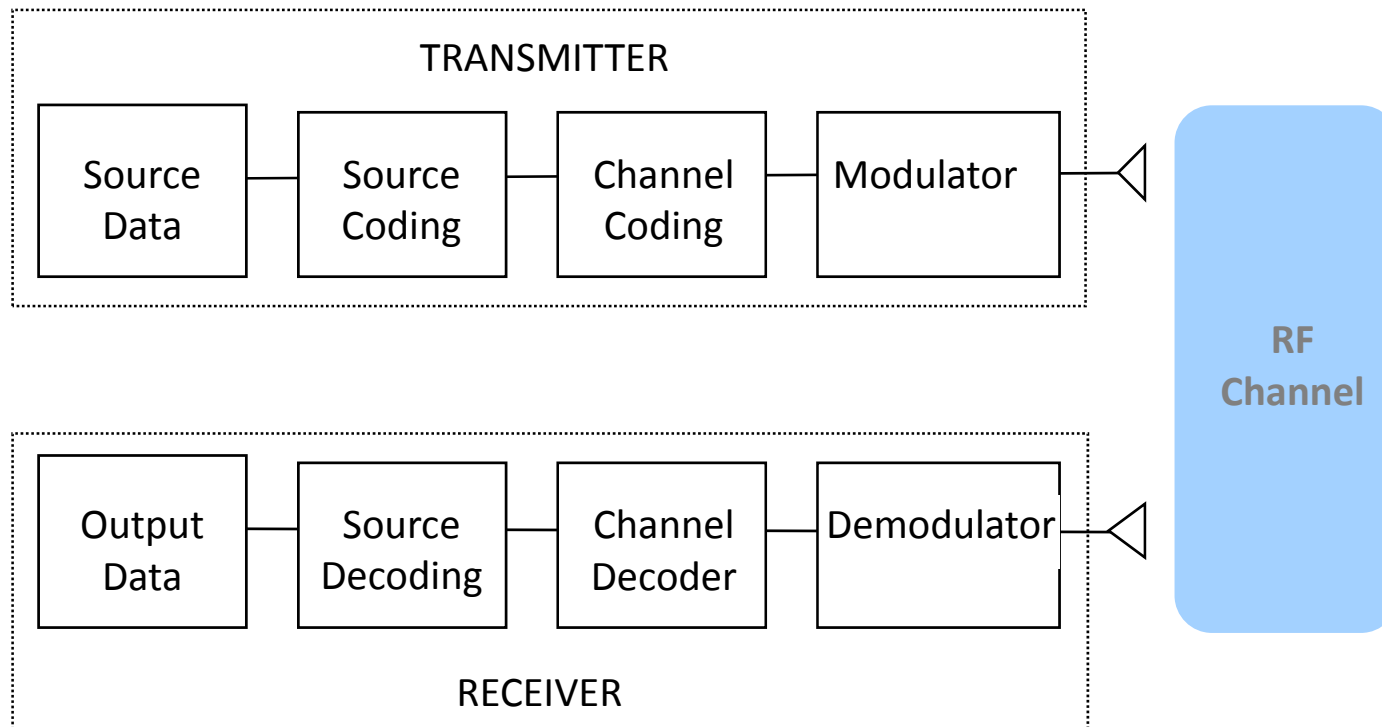 TRANSMITTER
Source
Data
Source
Coding
Channel
Coding
Modulator
RF
Channel
Output
Data
Source
Decoding
Channel
Decoder
Demodulator
RECEIVER